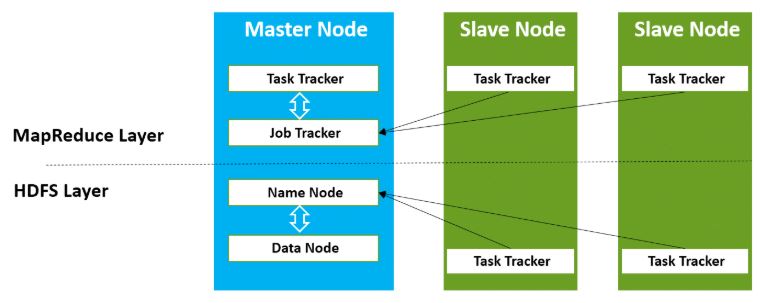 Master Node
Slave Node
Slave Node
Task Tracker
Task Tracker
Task Tracker
Job Tracker
MapReduce Layer
HDFS Layer
Name Node
Data Node
Task Tracker
Task Tracker